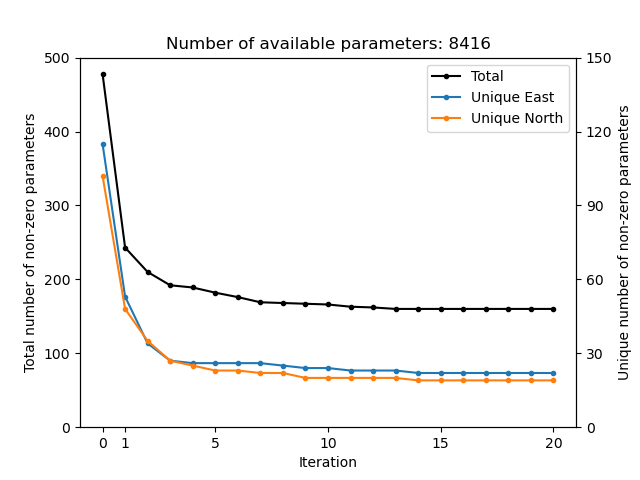 Number of available parameters: 8416
Total number of non-zero parameters
500
400
300
200
100
0
Total
Unique East
Unique North
150
120
90
60
30
0
Unique number of non-zero parameters
0 1 5 10 15 20
Iteration